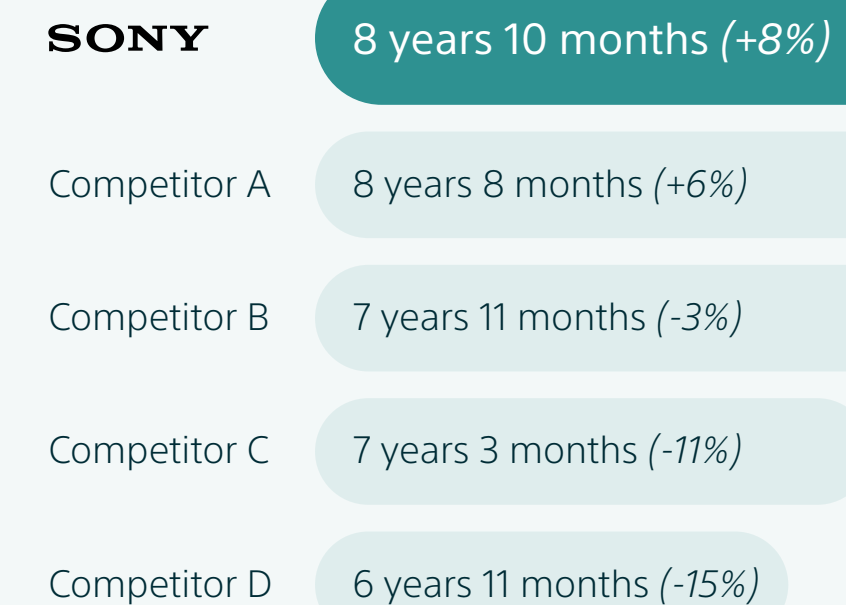 SONY 8 years 10 months (+8%)
Competitor A 8 years 8 months (+6%)
Competitor B 7 years 11 months (-3%)
Competitor C 7 years 3 months (-11%)
Competitor D 6 years 11 months (-15%)